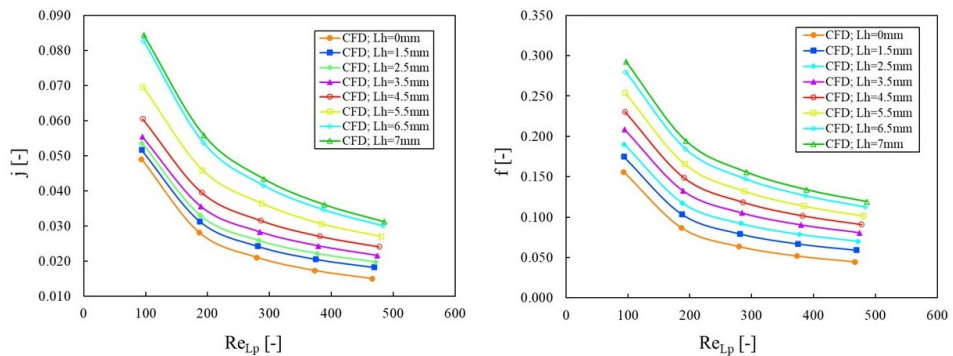 0.090
0.080
0.070
0.060
0.050
0.040
0.030
0.020
0.010
j [-]
CFD; Lh=0mm
CFD; Lh=1.5mm
CFD; Lh=2.5mm
CFD; Lh=3.5mm
CFD; Lh=4.5mm
CFD; Lh=5.5mm
CFD; Lh=6.5mm
CFD; Lh=7mm
0 100 200 300 400 500 600
Re_Lp [-]
0.350
0.300
0.250
0.200
0.150
0.100
0.050
0.000
f [-]
CFD; Lh=0mm
CFD; Lh=1.5mm
CFD; Lh=2.5mm
CFD; Lh=3.5mm
CFD; Lh=4.5mm
CFD; Lh=5.5mm
CFD; Lh=6.5mm
CFD; Lh=7mm
0 100 200 300 400 500 600
Re_Lp [-]